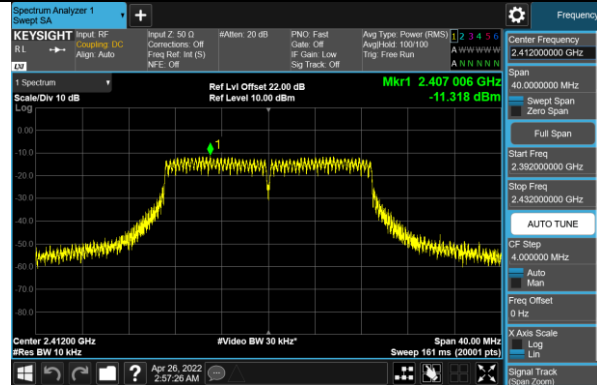 Spectrum Analyzer 1
Swept SA
Frequency
KEYSIGHT
Input: RF
Input Z: 50 Ω
#Atten: 20 dB
PNO: Fast
Avg Type: Power (RMS)
1 2 3 4 5 6
R L
Coupling: DC
Corrections: Off
Gate: Off
Avg|Hold: 100/100
A W W W W W
Align: Auto
Freq Ref: Int (S)
IF Gain: Low
Trig: Free Run
NFE: Off
Sig Track: Off
A N N N N N
LXI
1 Spectrum
Scale/Div 10 dB
Log
Ref Lvl Offset 22.00 dB
Ref Level 10.00 dBm
Mkr1 2.407 006 GHz
-11.318 dBm
1
0.00
-10.0
-20.0
-30.0
-40.0
-50.0
-60.0
-70.0
-80.0
Center 2.41200 GHz
#Video BW 30 kHz*
Span 40.00 MHz
#Res BW 10 kHz
Sweep 161 ms (20001 pts)
Apr 26, 2022
2:57:26 AM
Center Frequency
2.412000000 GHz
Span
40.0000000 MHz
Swept Span
Zero Span
Full Span
Start Freq
2.392000000 GHz
Stop Freq
2.432000000 GHz
AUTO TUNE
CF Step
4.000000 MHz
Auto
Man
Freq Offset
0 Hz
X Axis Scale
Log
Lin
Signal Track
(Span Zoom)